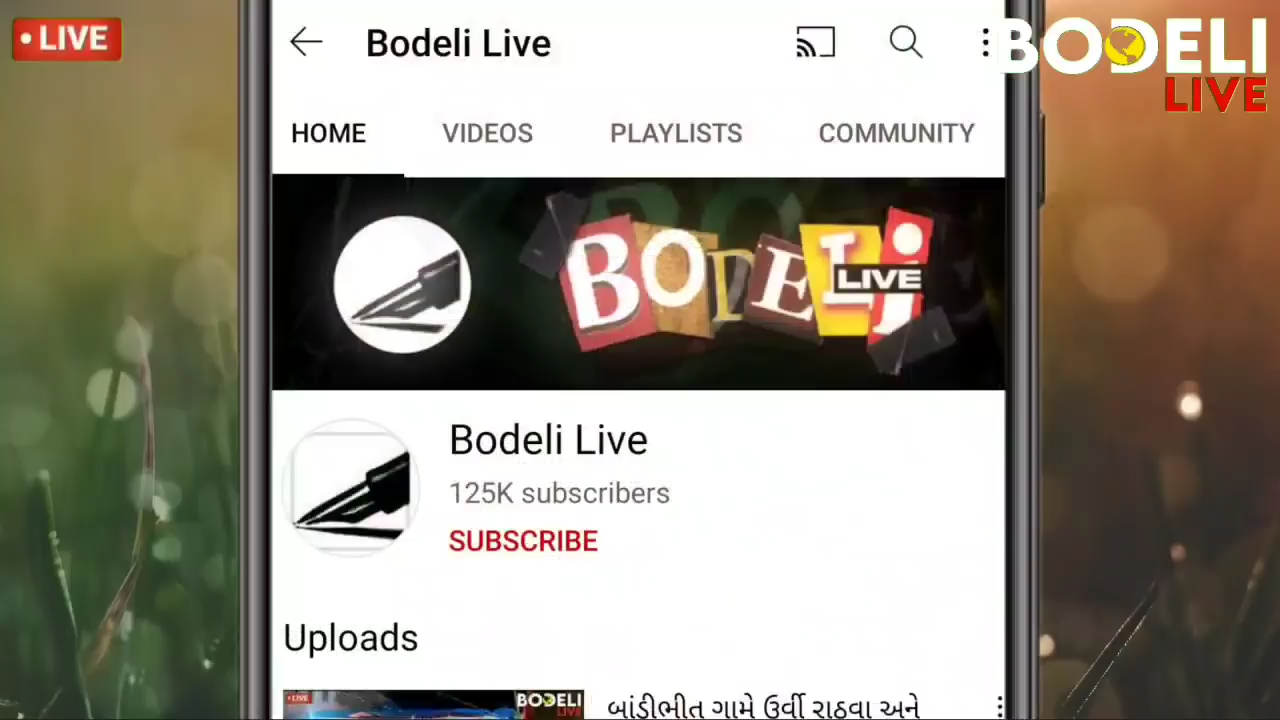 LIVE
BODELI
LIVE
Bodeli Live
HOME
VIDEOS
PLAYLISTS
COMMUNITY
BODELi
LIVE
Bodeli Live
125K subscribers
SUBSCRIBE
Uploads
LIVE
BODELI
LIVE
બાંડીભીત ગામે ઉર્વી રાઠવા અને